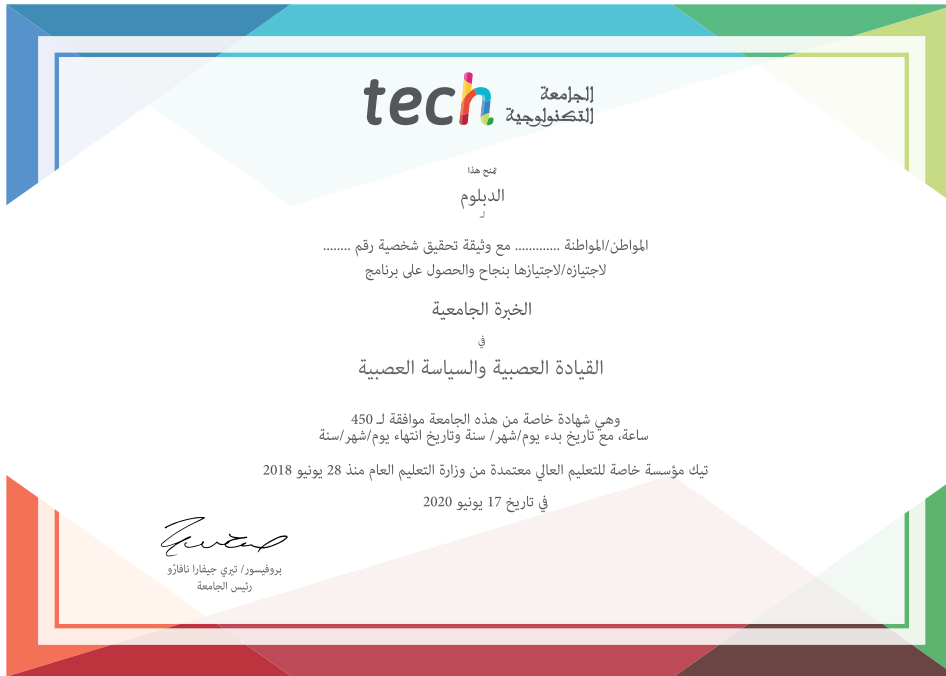 tech الجامعة
التكنولوجية
يمنح هذا
الدبلوم
لـ
المواطن/المواطنة ............ مع وثيقة تحقيق شخصية رقم ........
لاجتيازه/لاجتيازها بنجاح والحصول على برنامج
الخبرة الجامعية
في
القيادة العصبية والسياسة العصبية
وهي شهادة خاصة من هذه الجامعة موافقة لـ 450
ساعة، مع تاريخ بدء يوم/شهر/ سنة وتاريخ انتهاء يوم/شهر/سنة
تيك مؤسسة خاصة للتعليم العالي معتمدة من وزارة التعليم العام منذ 28 يونيو 2018
في تاريخ 17 يونيو 2020
بروفيسور/ تيري جيفارا نافارّو
رئيس الجامعة